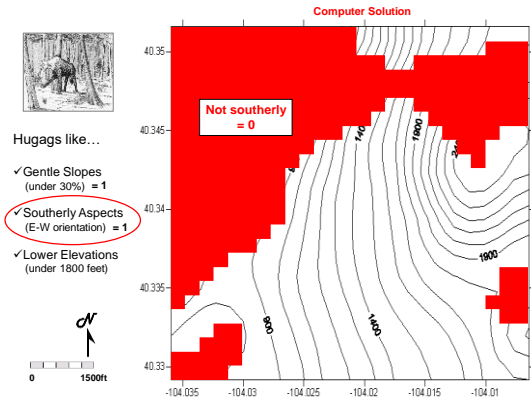 Computer Solution
Hugags like…
✓Gentle Slopes
(under 30%) = 1
✓Southerly Aspects
(E-W orientation) = 1
✓Lower Elevations
(under 1800 feet)
N
0 1500ft
Not southerly
= 0
40.35
40.345
40.34
40.335
40.33
-104.035 -104.03 -104.025 -104.02 -104.015 -104.01
1900
1900
900
1400